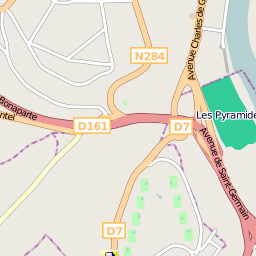 N284
Avenue Charles de G
Bonaparte
ntel
D161
D7
Les Pyramide
Avenue de Saint-Germain
D7